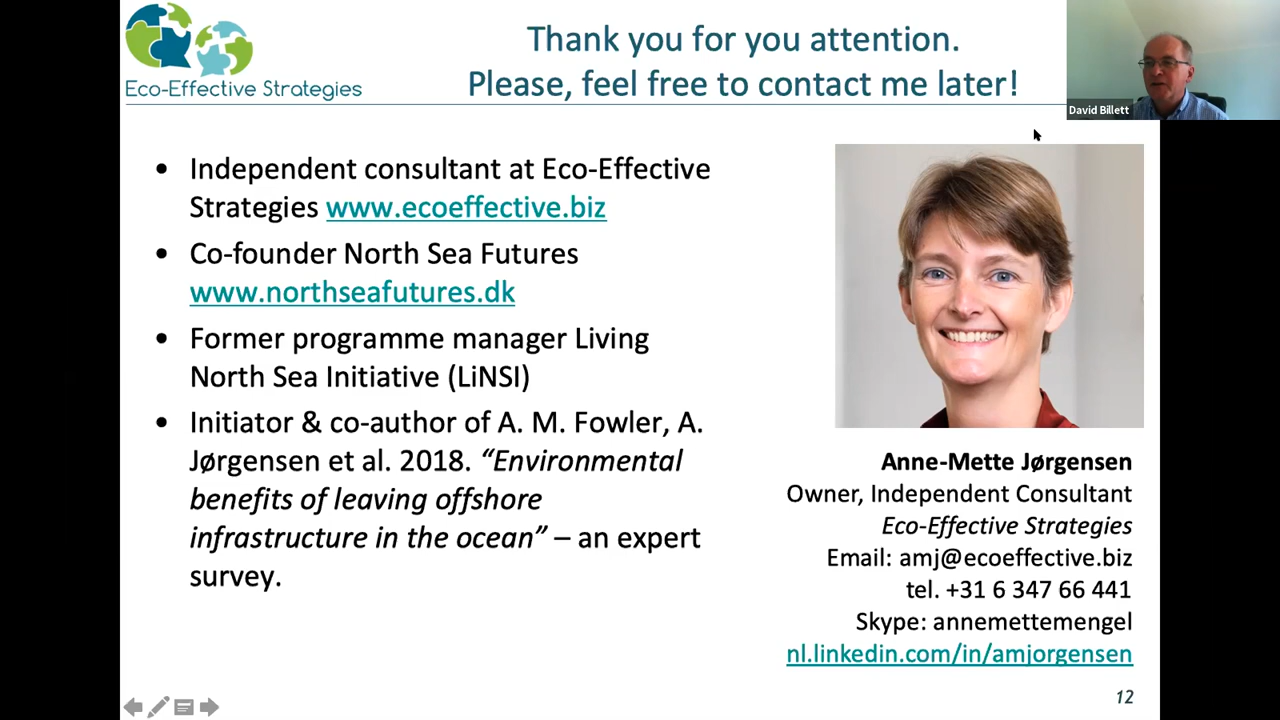 Eco-Effective Strategies
Thank you for you attention.
Please, feel free to contact me later!
David Billett
• Independent consultant at Eco-Effective
Strategies www.ecoeffective.biz
• Co-founder North Sea Futures
www.northseafutures.dk
• Former programme manager Living
North Sea Initiative (LiNSI)
• Initiator & co-author of A. M. Fowler, A.
Jørgensen et al. 2018. “Environmental
benefits of leaving offshore
infrastructure in the ocean” – an expert
survey.
Anne-Mette Jørgensen
Owner, Independent Consultant
Eco-Effective Strategies
Email: amj@ecoeffective.biz
tel. +31 6 347 66 441
Skype: annemettemengel
nl.linkedin.com/in/amjorgensen
12